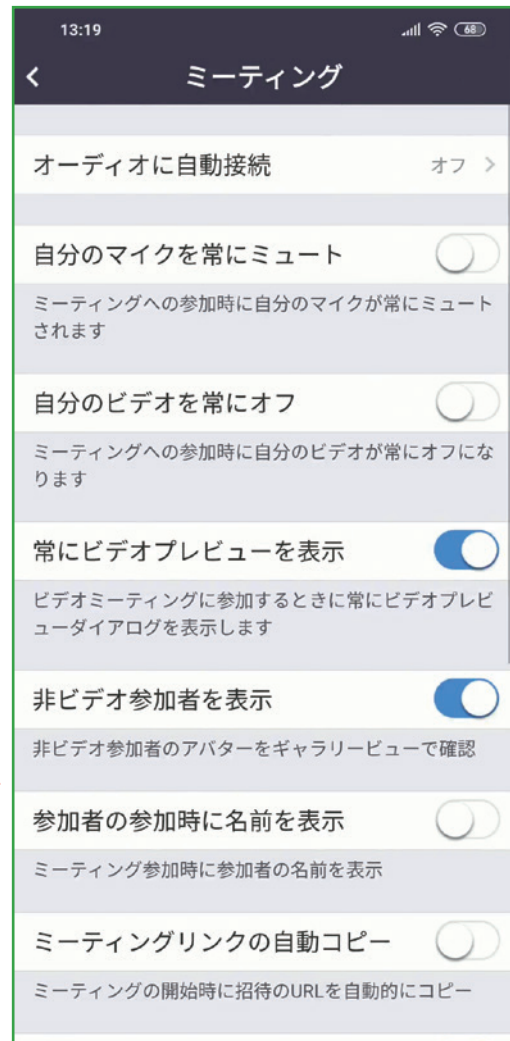 13:19
68
ミーティング
オーディオに自動接続 オフ
自分のマイクを常にミュート
ミーティングへの参加時に自分のマイクが常にミュート
されます
自分のビデオを常にオフ
ミーティングへの参加時に自分のビデオが常にオフにな
ります
常にビデオプレビューを表示
ビデオミーティングに参加するときに常にビデオプレビ
ューダイアログを表示します
非ビデオ参加者を表示
非ビデオ参加者のアバターをギャラリービューで確認
参加者の参加時に名前を表示
ミーティング参加時に参加者の名前を表示
ミーティングリンクの自動コピー
ミーティングの開始時に招待のURLを自動的にコピー